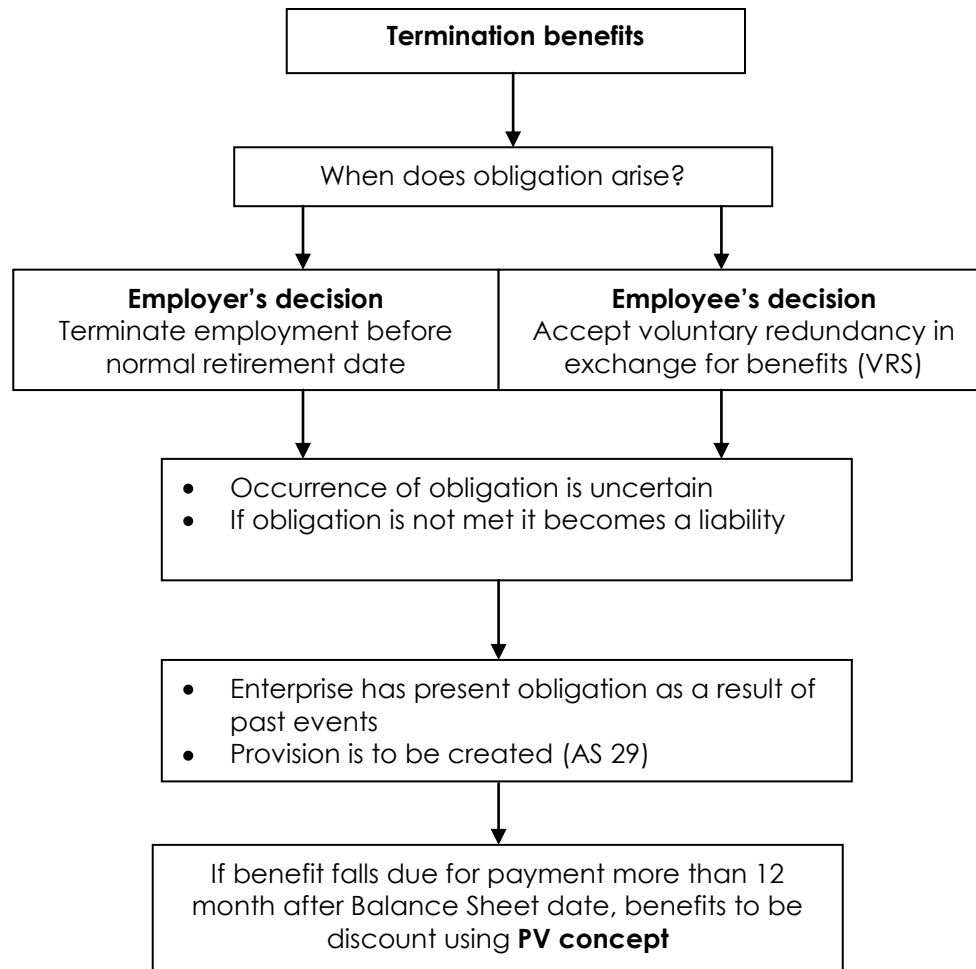 Termination benefits
When does obligation arise?
Employer’s decision
Terminate employment before
normal retirement date
Employee’s decision
Accept voluntary redundancy in
exchange for benefits (VRS)
• Occurrence of obligation is uncertain
• If obligation is not met it becomes a liability
• Enterprise has present obligation as a result of
past events
• Provision is to be created (AS 29)
If benefit falls due for payment more than 12
month after Balance Sheet date, benefits to be
discount using PV concept